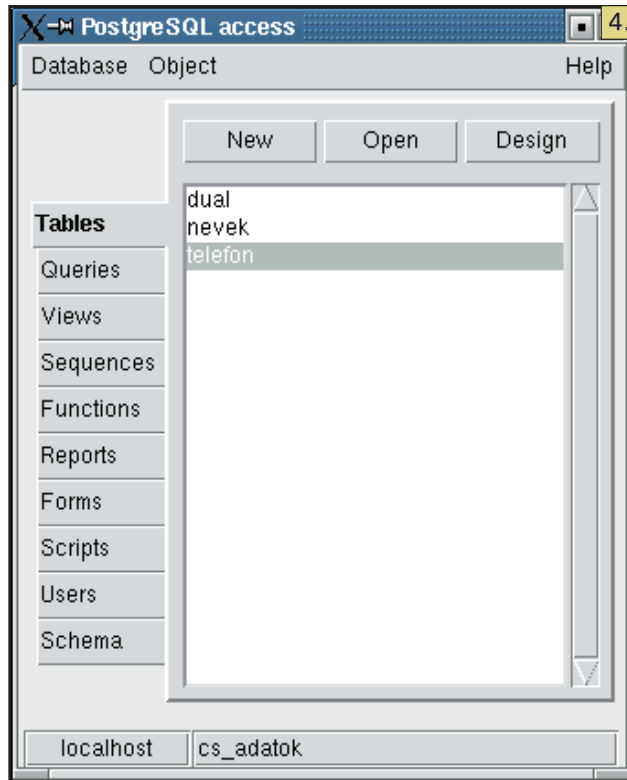 PostgreSQL access
4.
Database Object Help
New Open Design
dual
nevek
telefon
Tables
Queries
Views
Sequences
Functions
Reports
Forms
Scripts
Users
Schema
localhost cs_adatok